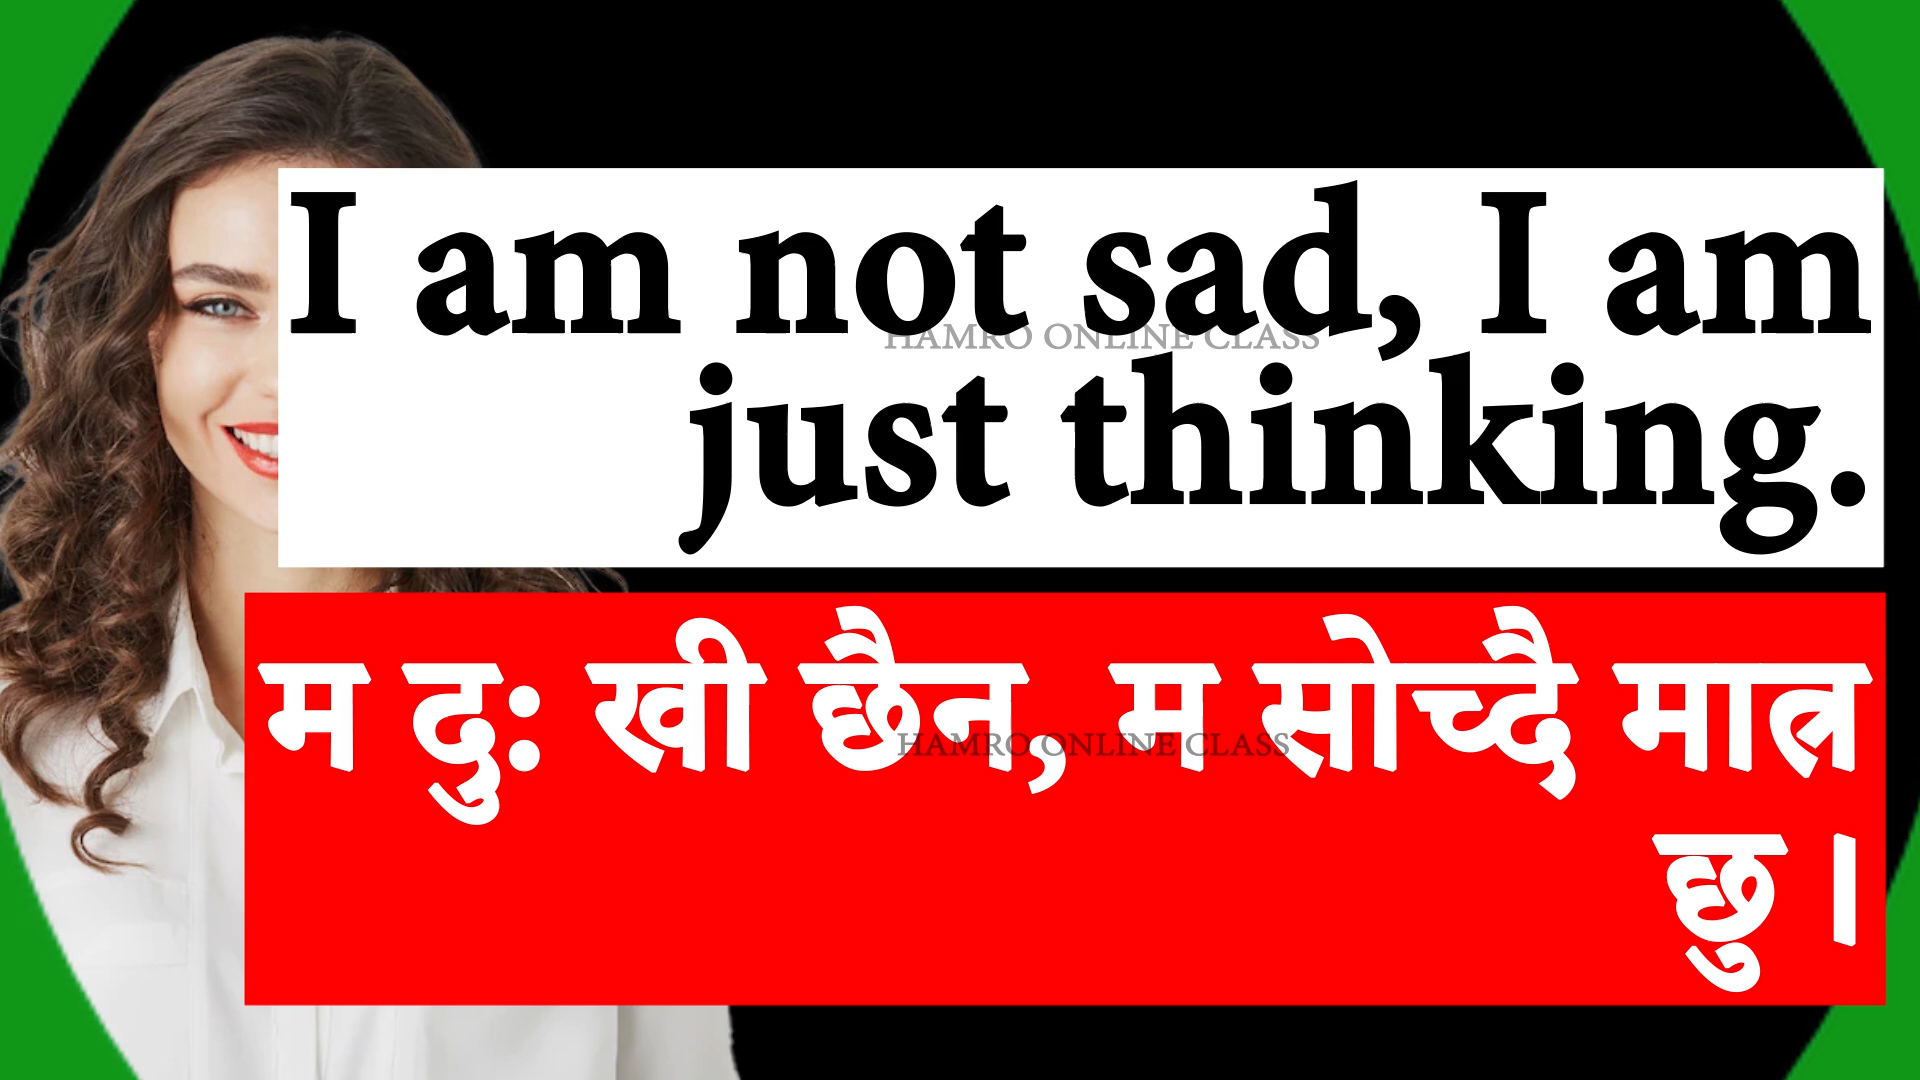 I am not sad, I am
HAMRO ONLINE CLASS
just thinking.
म दु: खी छैन, म सोच्दै मात्र
HAMRO ONLINE CLASS
छु ।